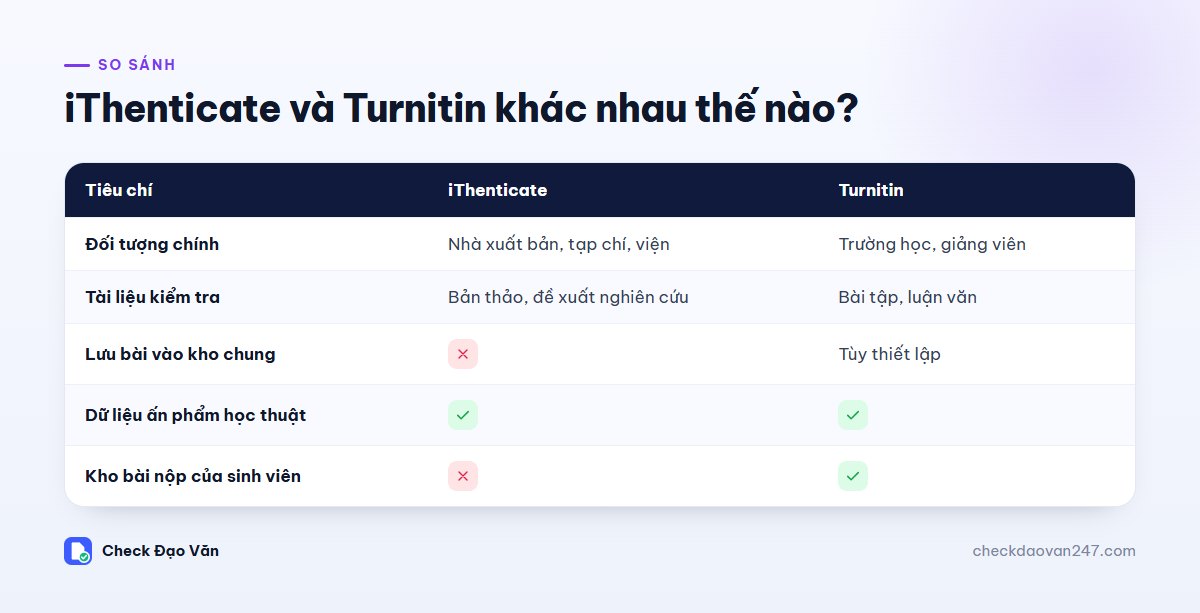 SO SÁNH
iThenticate và Turnitin khác nhau thế nào?
Tiêu chí iThenticate Turnitin
Đối tượng chính Nhà xuất bản, tạp chí, viện Trường học, giảng viên
Tài liệu kiểm tra Bản thảo, đề xuất nghiên cứu Bài tập, luận văn
Lưu bài vào kho chung Tùy thiết lập
Dữ liệu ấn phẩm học thuật
Kho bài nộp của sinh viên
Check Đạo Văn checkdaovan247.com